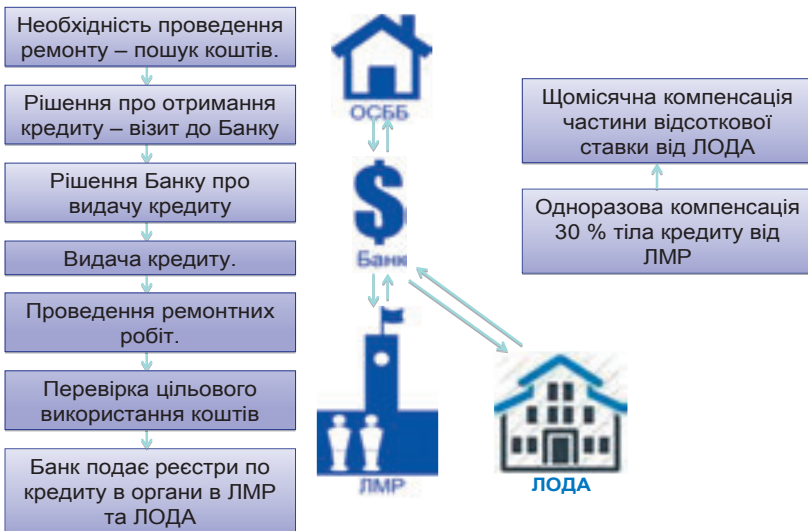 Необхідність проведення
ремонту – пошук коштів.
Рішення про отримання
кредиту – візит до Банку
Рішення Банку про
видачу кредиту
Видача кредиту.
Проведення ремонтних
робіт.
Перевірка цільового
використання коштів
Банк подає реєстри по
кредиту в органи в ЛМР
та ЛОДА
ОСББ
$
Банк
ЛМР
ЛОДА
Щомісячна компенсація
частини відсоткової
ставки від ЛОДА
Одноразова компенсація
30 % тіла кредиту від
ЛМР